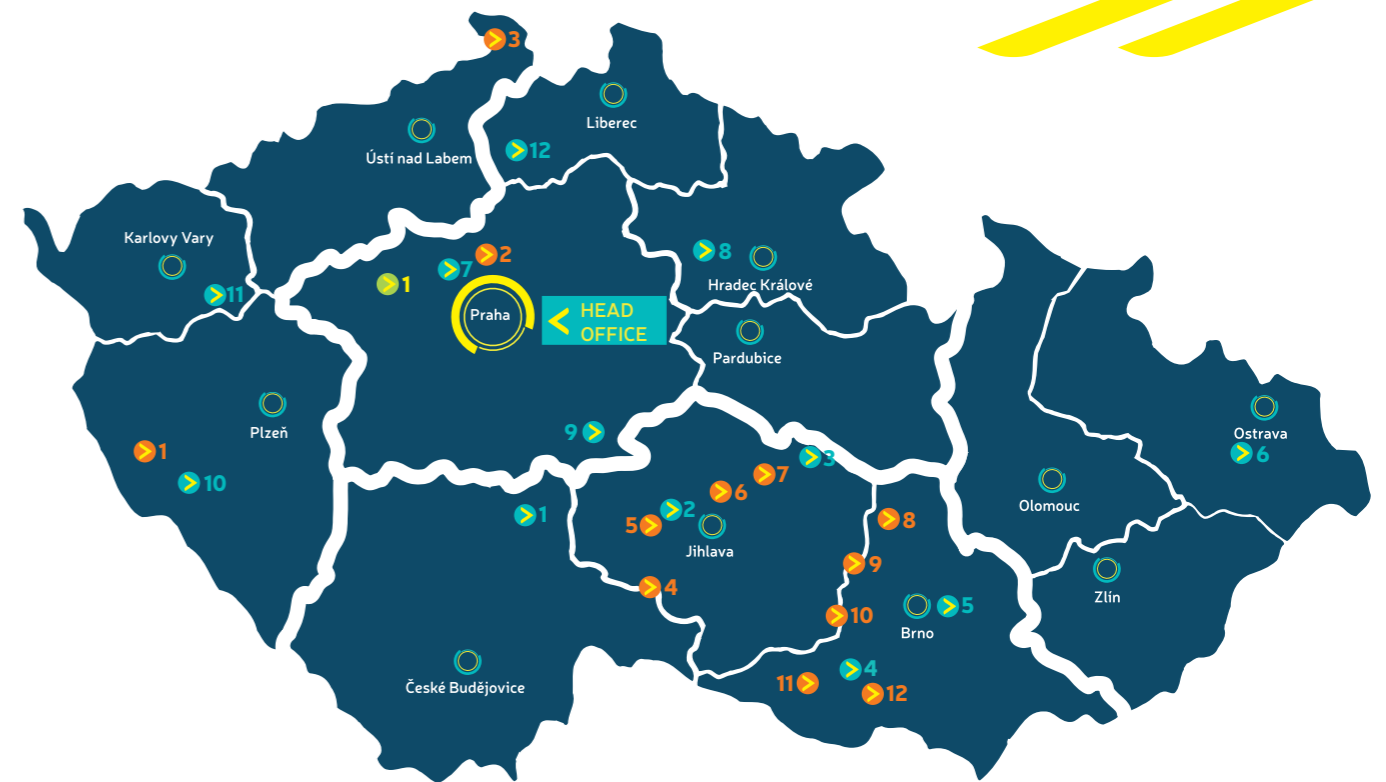 3
Liberec
Ústí nad Labem
12
Karlovy Vary
2
8
7
1
Hradec Králové
11
HEAD
OFFICE
Praha
Pardubice
Plzeň
9
Ostrava
1
3
6
7
10
6
Olomouc
2
1
8
5
Jihlava
9
Zlín
4
5
10
Brno
4
České Budějovice
11
12